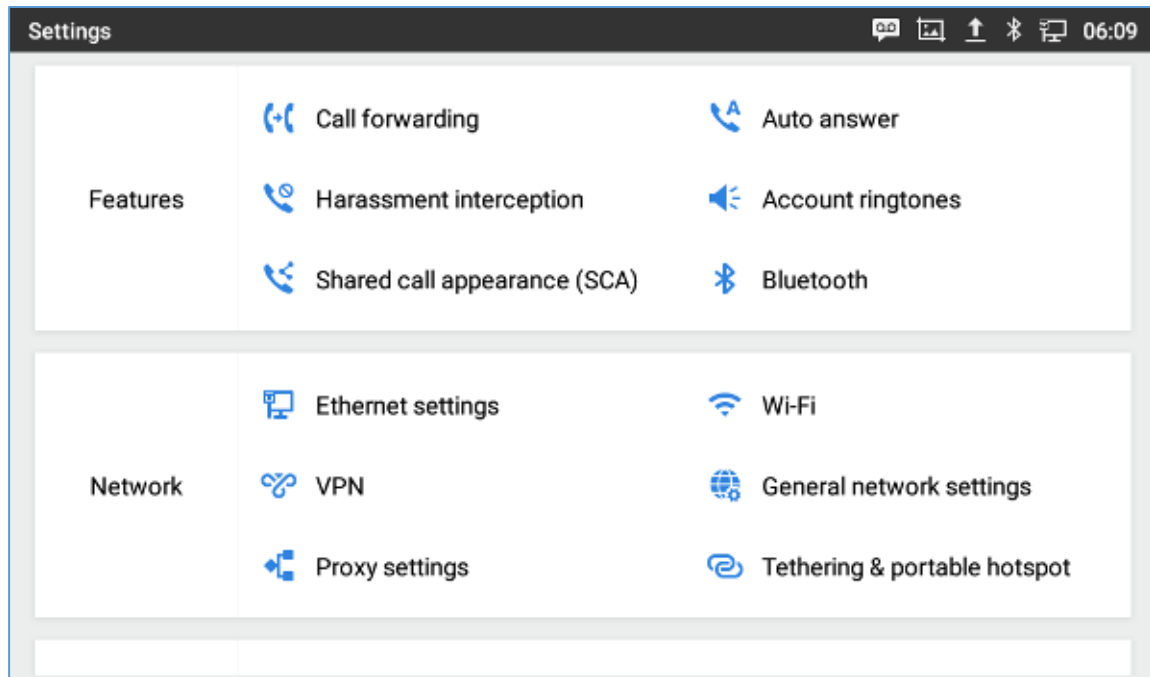 Settings 06:09
Call forwarding Auto answer
Features Harassment interception Account ringtones
Shared call appearance (SCA) Bluetooth
Ethernet settings Wi-Fi
Network VPN General network settings
Proxy settings Tethering & portable hotspot